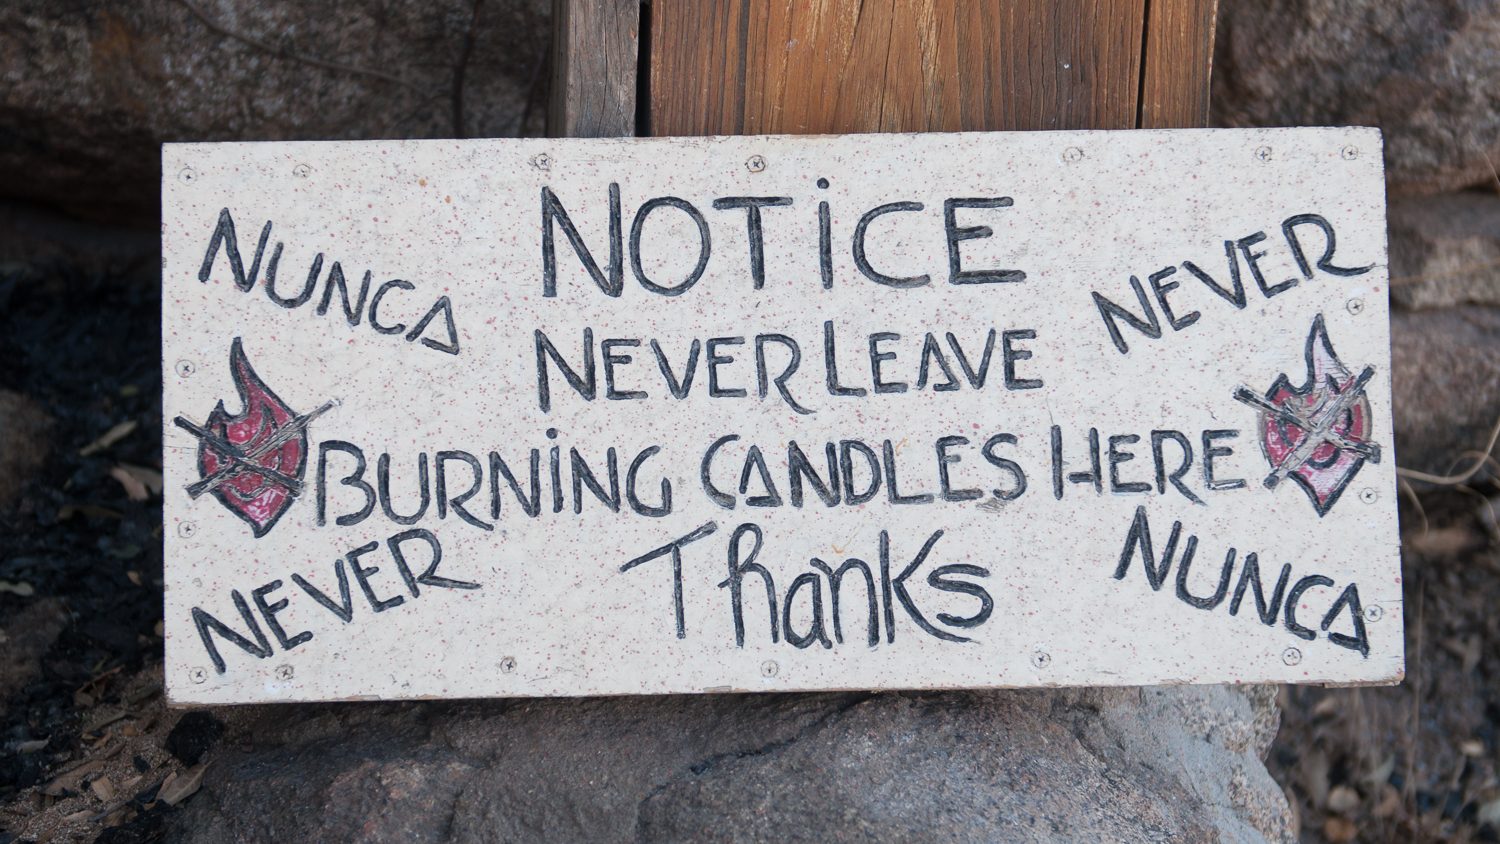 NOTICE
NUNCA
NEVER
NEVER LEAVE
BURNING CANDLES HERE
NEVER
Thanks
NUNCA